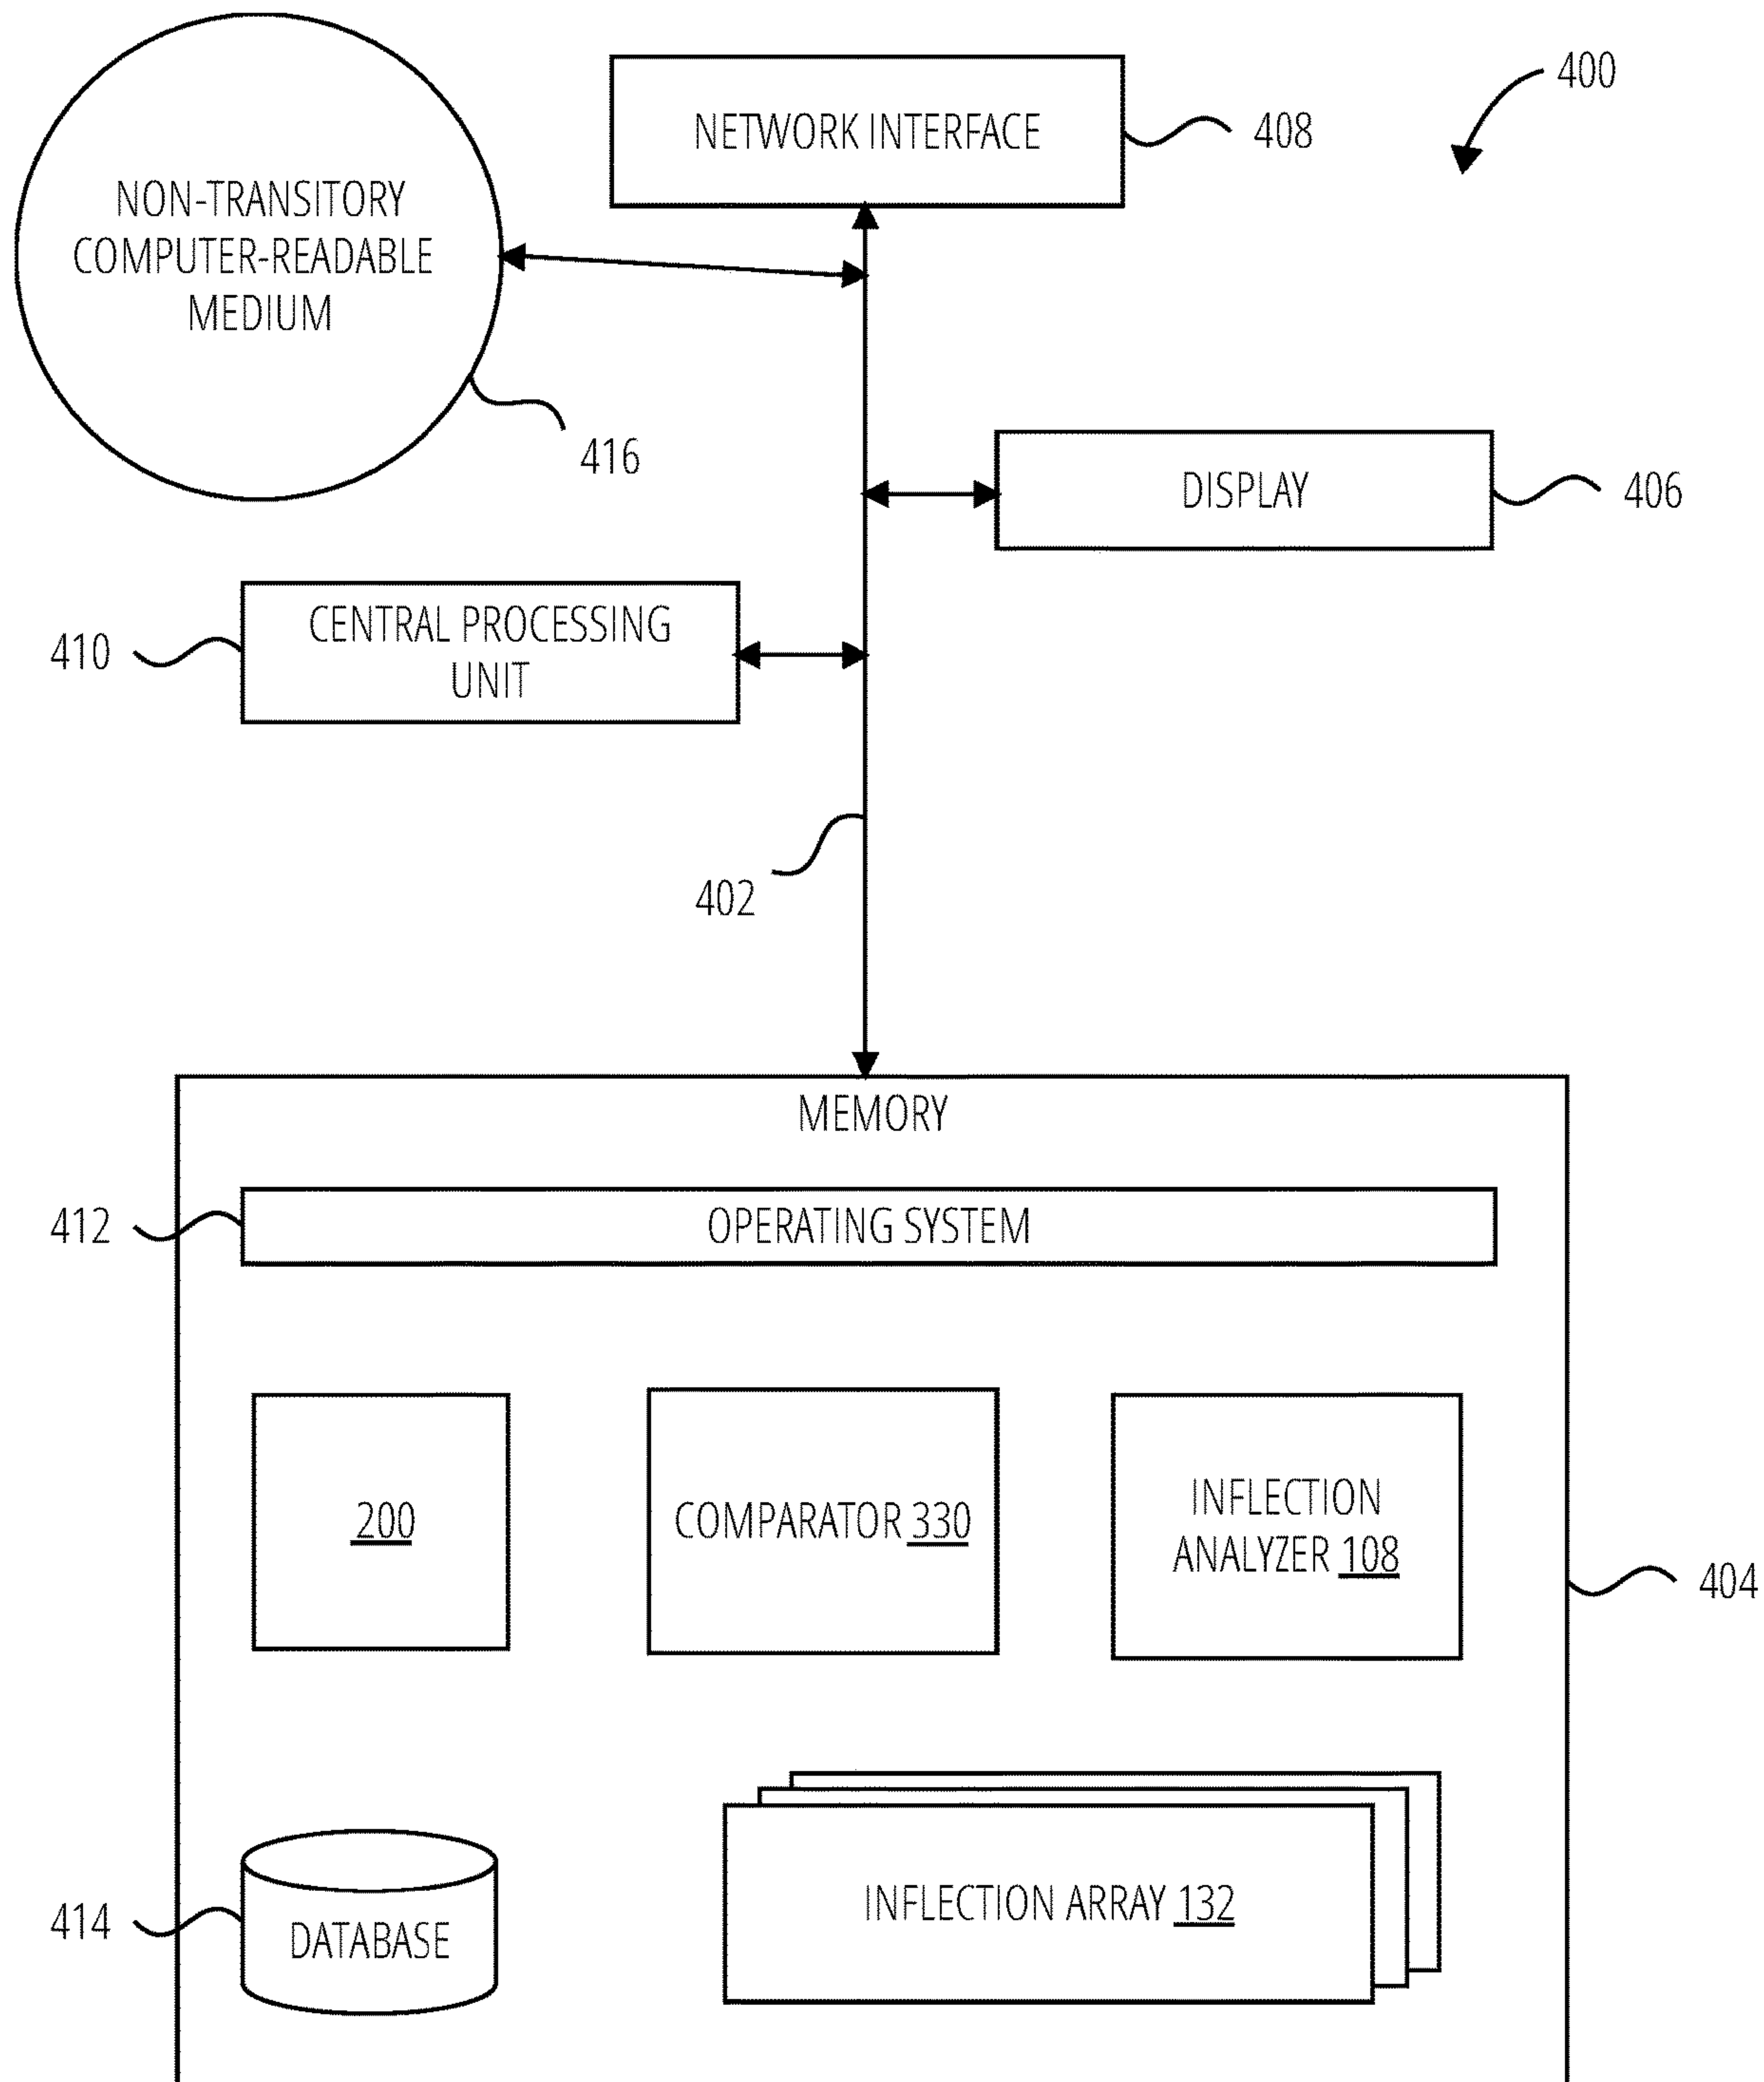 400
NETWORK INTERFACE
408
NON-TRANSITORY
COMPUTER-READABLE
MEDIUM
416
DISPLAY
406
CENTRAL PROCESSING
UNIT
410
402
MEMORY
412
OPERATING SYSTEM
200
COMPARATOR 330
INFLECTION
ANALYZER 108
404
414
DATABASE
INFLECTION ARRAY 132